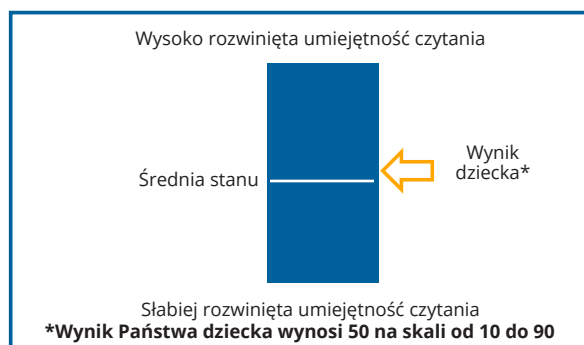 Wysoko rozwinięta umiejętność czytania
Średnia stanu
Wynik
dziecka*
Słabiej rozwinięta umiejętność czytania
*Wynik Państwa dziecka wynosi 50 na skali od 10 do 90